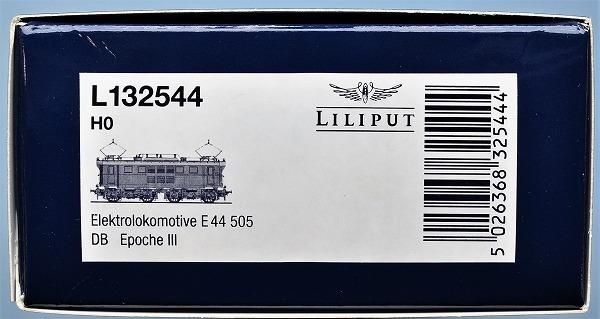 L132544
H0
LILIPUT
Elektrolokomotive E 44 505
DB Epoche III
5 026368 325444